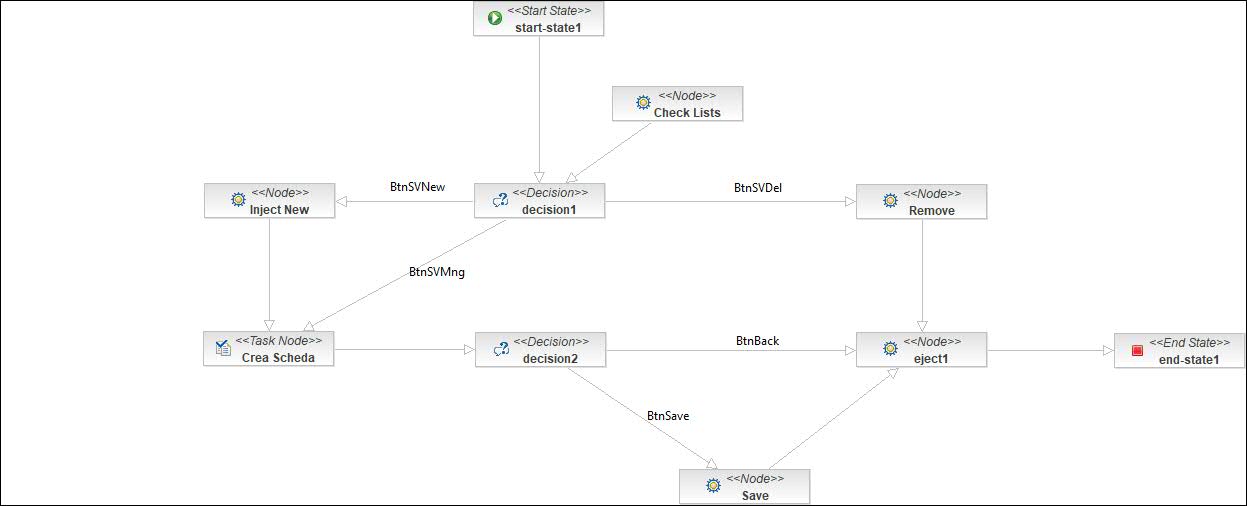 <<Start State>>
start-state1
<<Node>>
Check Lists
BtnSVNew
BtnSVDel
<<Node>>
Inject New
<<Decision>>
decision1
<<Node>>
Remove
BtnSVMng
<<Task Node>>
Crea Scheda
<<Decision>>
decision2
BtnBack
<<Node>>
eject1
<<End State>>
end-state1
BtnSave
<<Node>>
Save